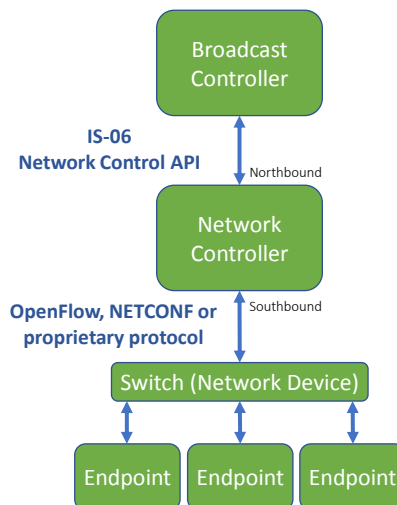 Broadcast
Controller
IS-06
Network Control API
Northbound
Network
Controller
OpenFlow, NETCONF or
proprietary protocol
Southbound
Switch (Network Device)
Endpoint
Endpoint
Endpoint